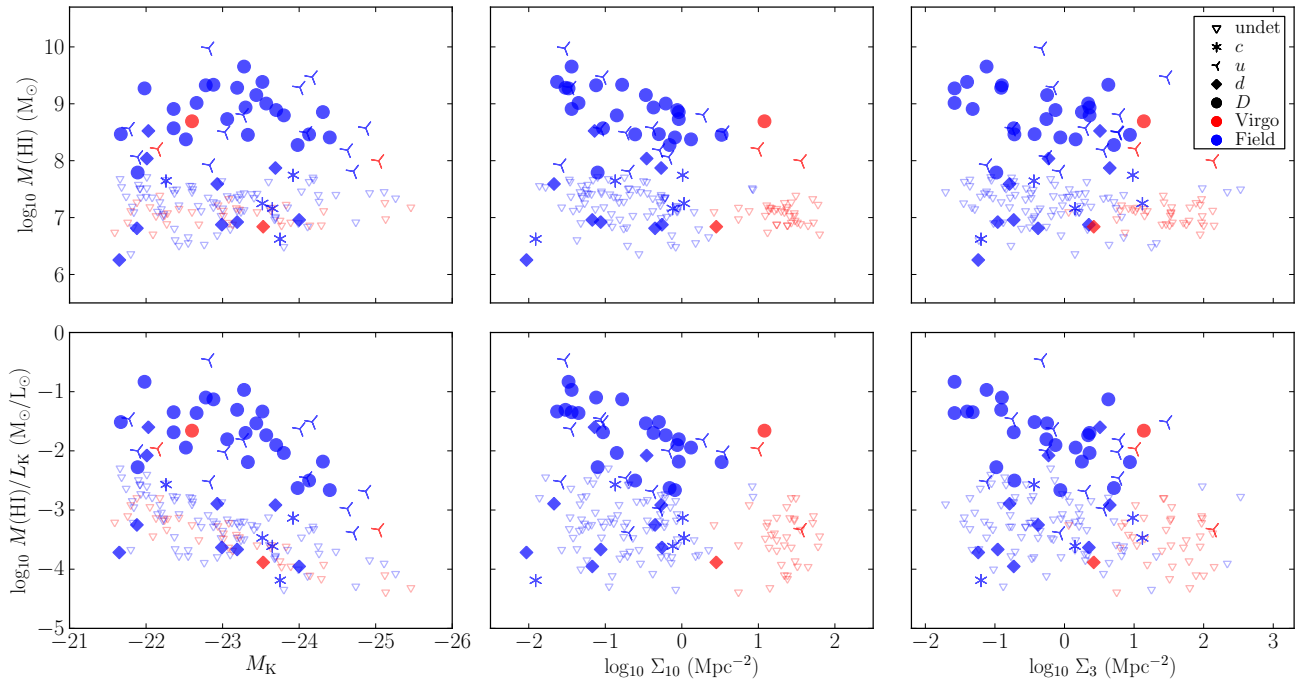 log₁₀ M(HI) (M⊙)
10
9
8
7
6
undet
c
u
d
D
Virgo
Field
log₁₀ M(HI)/L_K (M⊙/L⊙)
0
−1
−2
−3
−4
−5
−21 −22 −23 −24 −25 −26
M_K
−2 −1 0 1 2
log₁₀ Σ₁₀ (Mpc⁻²)
−2 −1 0 1 2 3
log₁₀ Σ₃ (Mpc⁻²)